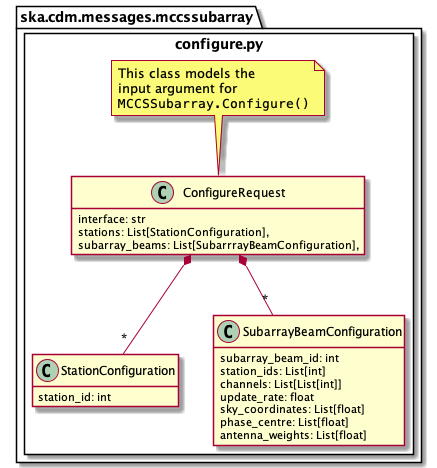 ska.cdm.messages.mccssubarray
configure.py
This class models the
input argument for
MCCSSubarray.Configure()
C ConfigureRequest
interface: str
stations: List[StationConfiguration],
subarray_beams: List[SubarrrayBeamConfiguration],
*
*
C StationConfiguration
station_id: int
C SubarrayBeamConfiguration
subarray_beam_id: int
station_ids: List[int]
channels: List[List[int]]
update_rate: float
sky_coordinates: List[float]
phase_centre: List[float]
antenna_weights: List[float]